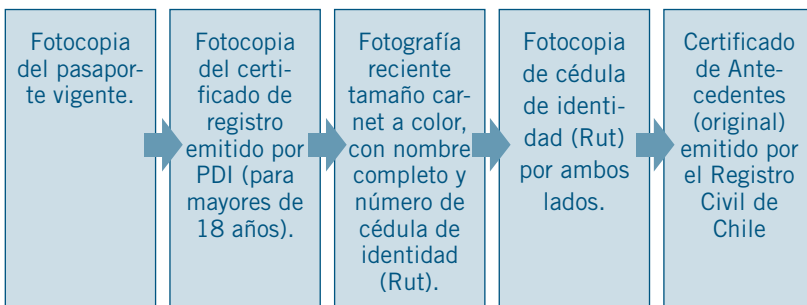 Fotocopia
del pasapor-
te vigente.
Fotocopia
del certi-
ficado de
registro
emitido por
PDI (para
mayores de
18 años).
Fotografía
reciente
tamaño car-
net a color,
con nombre
completo y
número de
cédula de
identidad
(Rut).
Fotocopia
de cédula
de identi-
dad (Rut)
por ambos
lados.
Certificado
de Ante-
cedentes
(original)
emitido por
el Registro
Civil de
Chile